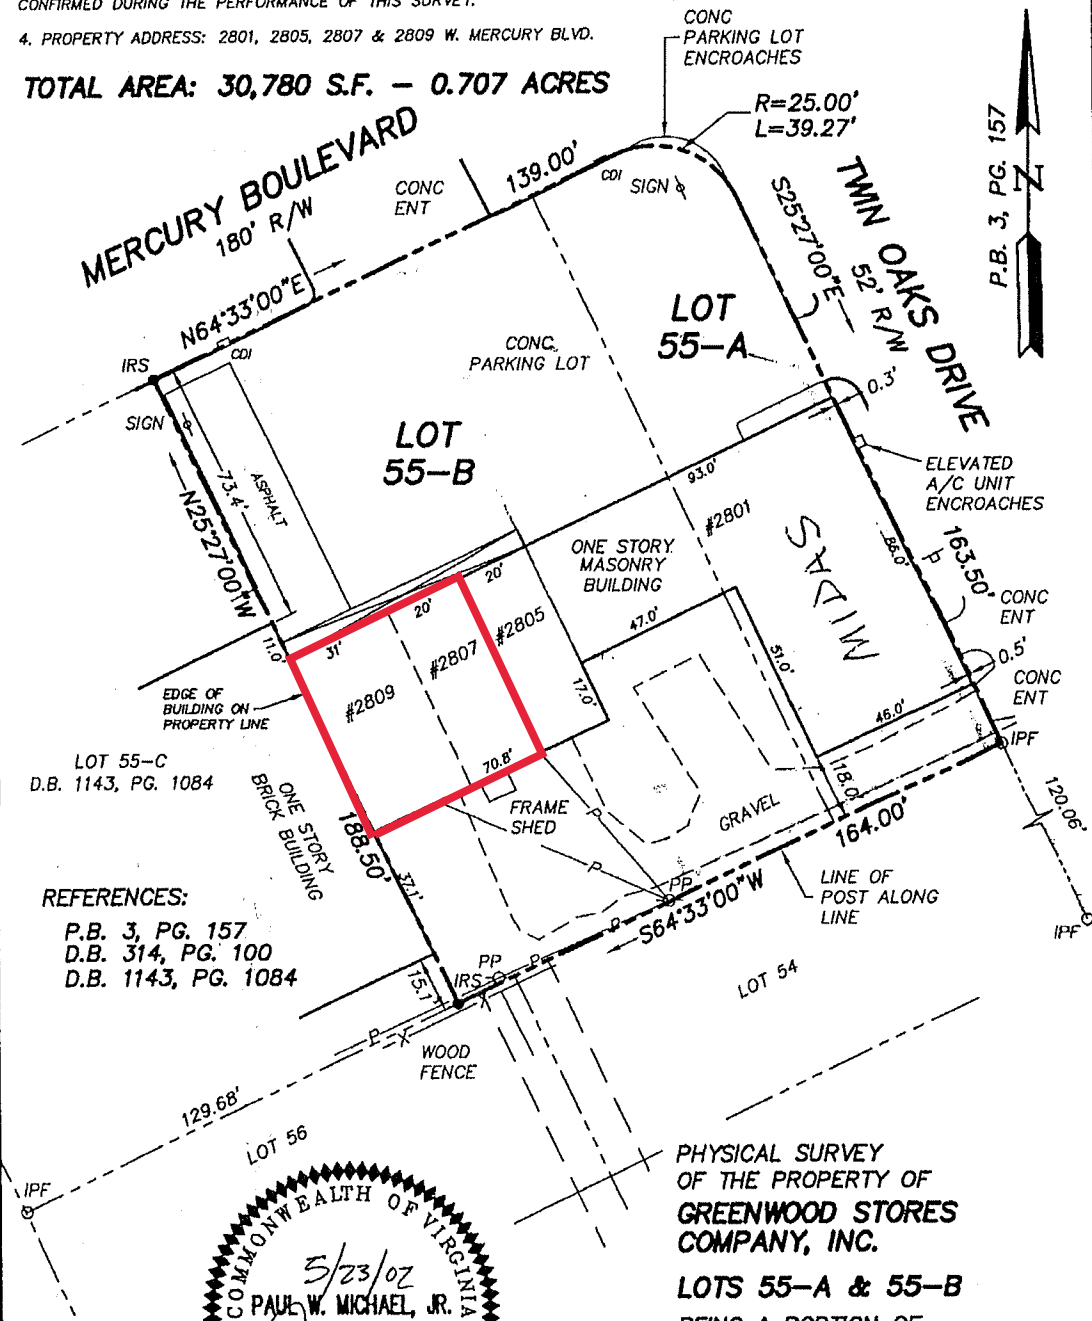 CONFIRMED DURING THE PERFORMANCE OF THIS SURVEY.
4. PROPERTY ADDRESS: 2801, 2805, 2807 & 2809 W. MERCURY BLVD.
TOTAL AREA: 30,780 S.F. – 0.707 ACRES
CONC
PARKING LOT
ENCROACHES
R=25.00'
L=39.27'
P.B. 3, PG. 157
N
MERCURY BOULEVARD
180' R/W
CONC
ENT
139.00'
CDI
SIGN
TWIN OAKS DRIVE
52' R/W
S25°27'00"E
N64°33'00"E
IRS
CDI
SIGN
CONC.
PARKING LOT
LOT
55-A
LOT
55-B
0.3'
73.4'
ASPHALT
N25°27'00"W
93.0'
#2801
MIDAS
ELEVATED
A/C UNIT
ENCROACHES
86.0'
P
163.50'
CONC
ENT
0.5'
CONC
ENT
ONE STORY
MASONRY
BUILDING
20'
20'
31'
#2805
#2807
#2809
47.0'
51.0'
17.0'
11.0'
EDGE OF
BUILDING ON
PROPERTY LINE
LOT 55-C
D.B. 1143, PG. 1084
ONE STORY
BRICK BUILDING
70.8'
46.0'
18.0'
IPF
120.06'
IPF
FRAME
SHED
GRAVEL
P
P
164.00'
188.50'
37.1'
LINE OF
POST ALONG
LINE
PP
S64°33'00"W
P
REFERENCES:
P.B. 3, PG. 157
D.B. 314, PG. 100
D.B. 1143, PG. 1084
PP
P
IRS
15.1'
LOT 54
P
X
X
WOOD
FENCE
129.68'
LOT 56
IPF
COMMONWEALTH OF VIRGINIA
5/23/02
PAUL W. MICHAEL, JR.
PHYSICAL SURVEY
OF THE PROPERTY OF
GREENWOOD STORES
COMPANY, INC.
LOTS 55-A & 55-B
BEING A PORTION OF